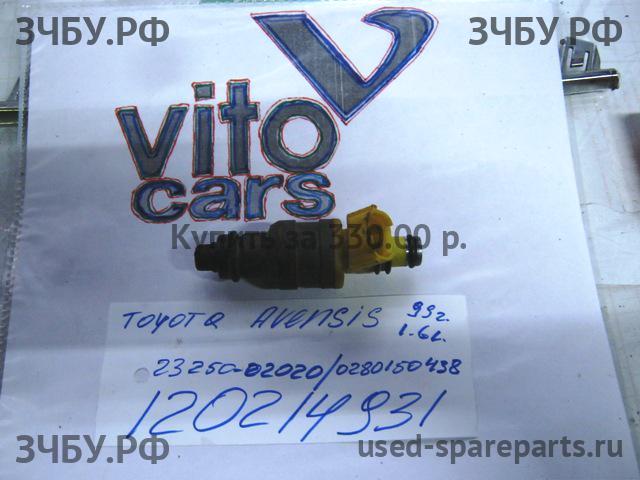 ЗЧБУ.РФ
ЗЧБУ.РФ
vito
cars
Купить за 330.00 р.
TOYOTA AVENSIS 99г.
1.6L.
23250-02020/0280150438
120214931
ЗЧБУ.РФ
used-spareparts.ru